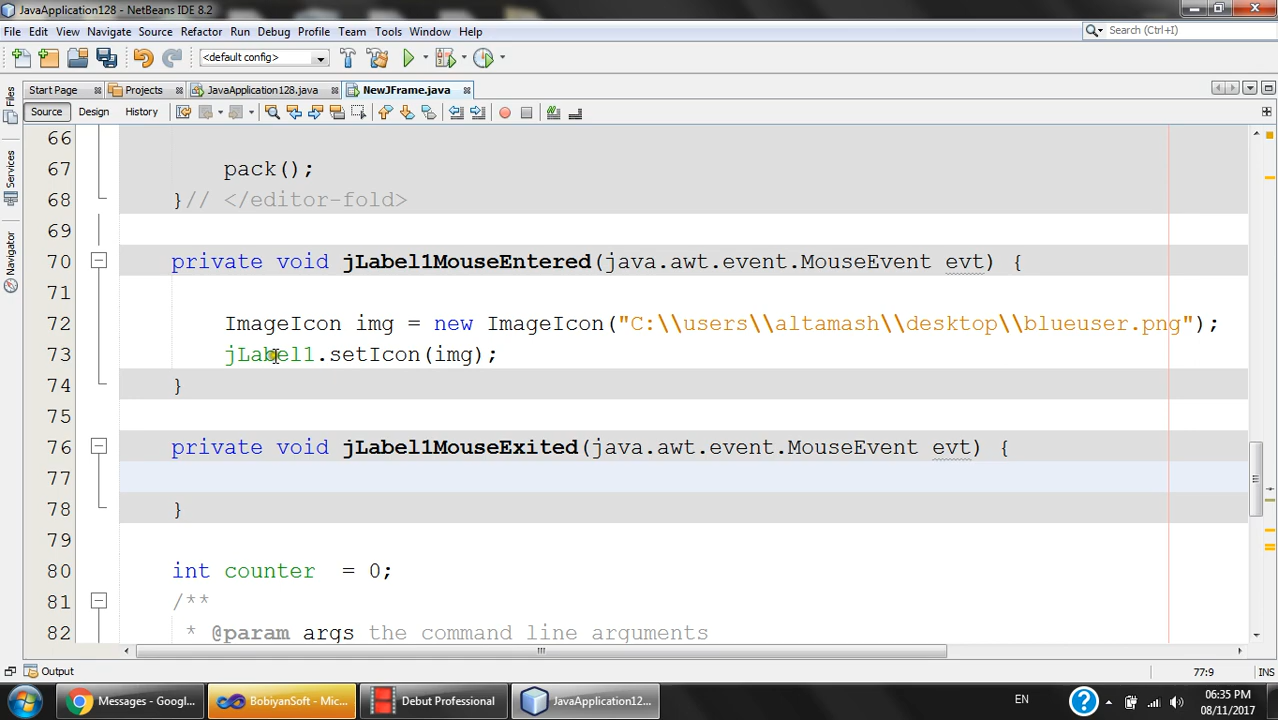 JavaApplication128 - NetBeans IDE 8.2
File Edit View Navigate Source Refactor Run Debug Profile Team Tools Window Help
Search (Ctrl+I)
<default config>
Start Page Projects JavaApplication128.java NewJFrame.java
Source Design History
Files
Services
Navigator
66
67 pack();
68 }// </editor-fold>
69
70 private void jLabel1MouseEntered(java.awt.event.MouseEvent evt) {
71
72 ImageIcon img = new ImageIcon("C:\\users\\altamash\\desktop\\blueuser.png");
73 jLabel1.setIcon(img);
74 }
75
76 private void jLabel1MouseExited(java.awt.event.MouseEvent evt) {
77
78 }
79
80 int counter = 0;
81 /**
82 * @param args the command line arguments
Output
77:9 INS
Messages - Googl... BobiyanSoft - Mic... Debut Professional JavaApplication12... EN 06:35 PM
08/11/2017